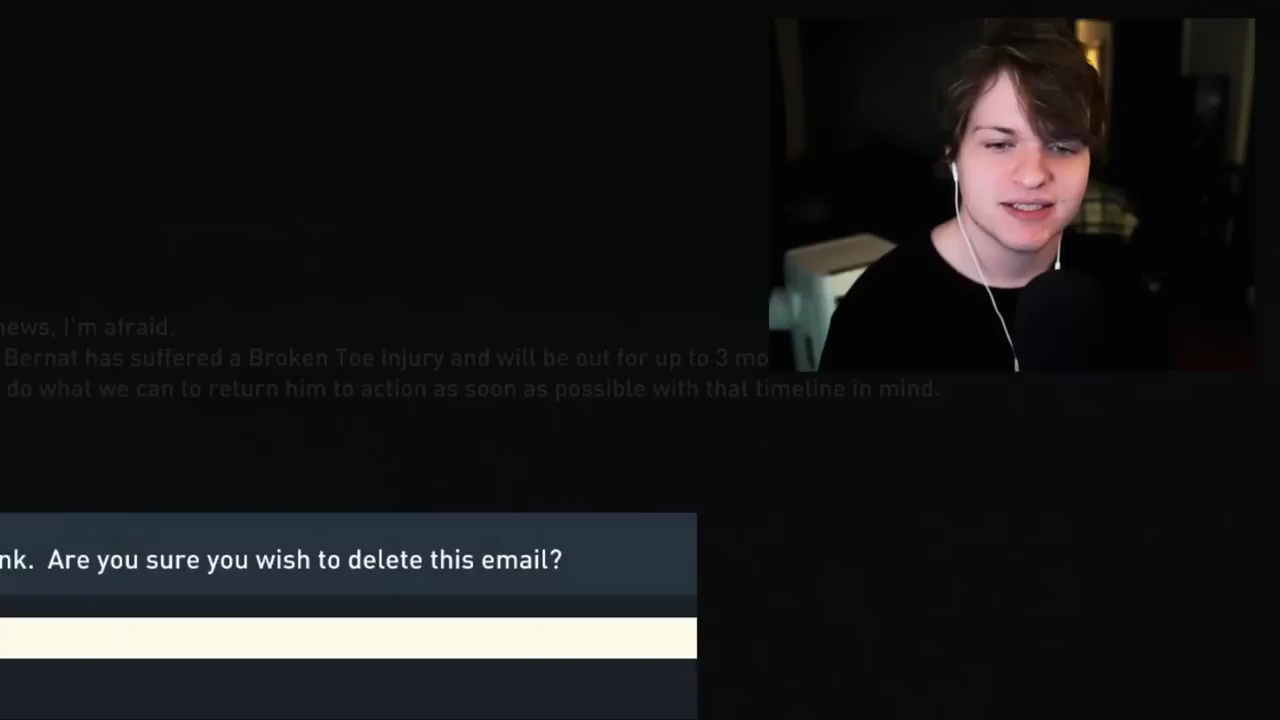 news, I'm afraid.
Bernat has suffered a Broken Toe injury and will be out for up to 3 mo
do what we can to return him to action as soon as possible with that timeline in mind.
nk. Are you sure you wish to delete this email?